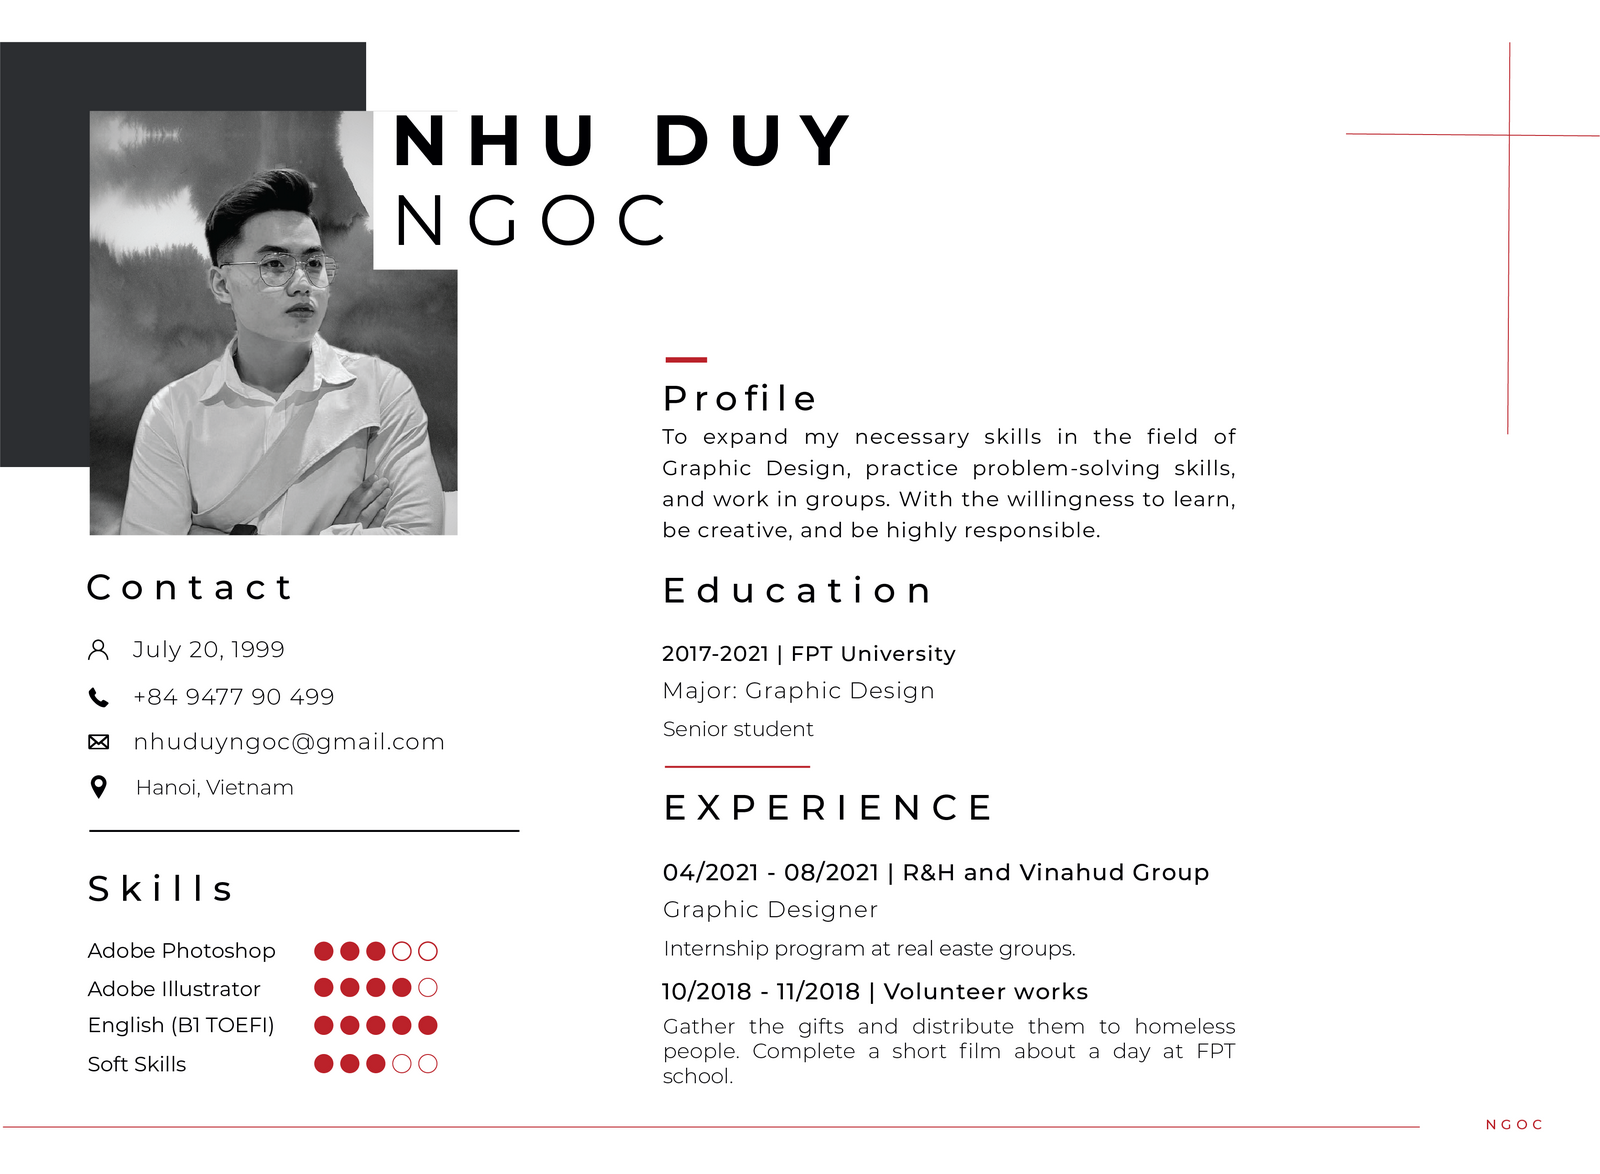 NHU DUY
NGOC
Contact
July 20, 1999
+84 9477 90 499
nhuduyngoc@gmail.com
Hanoi, Vietnam
Skills
Adobe Photoshop
Adobe Illustrator
English (B1 TOEFI)
Soft Skills
Profile
To expand my necessary skills in the field of
Graphic Design, practice problem-solving skills,
and work in groups. With the willingness to learn,
be creative, and be highly responsible.
Education
2017-2021 | FPT University
Major: Graphic Design
Senior student
EXPERIENCE
04/2021 - 08/2021 | R&H and Vinahud Group
Graphic Designer
Internship program at real easte groups.
10/2018 - 11/2018 | Volunteer works
Gather the gifts and distribute them to homeless
people. Complete a short film about a day at FPT
school.
NGOC